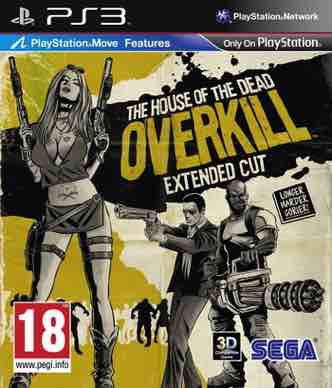 PS3
PlayStation®Network
PlayStation®Move Features
Only On PlayStation®
THE HOUSE OF THE DEAD
OVERKILL
EXTENDED CUT
LONGER
HARDER
GORIER!
18
www.pegi.info
3D
SEGA